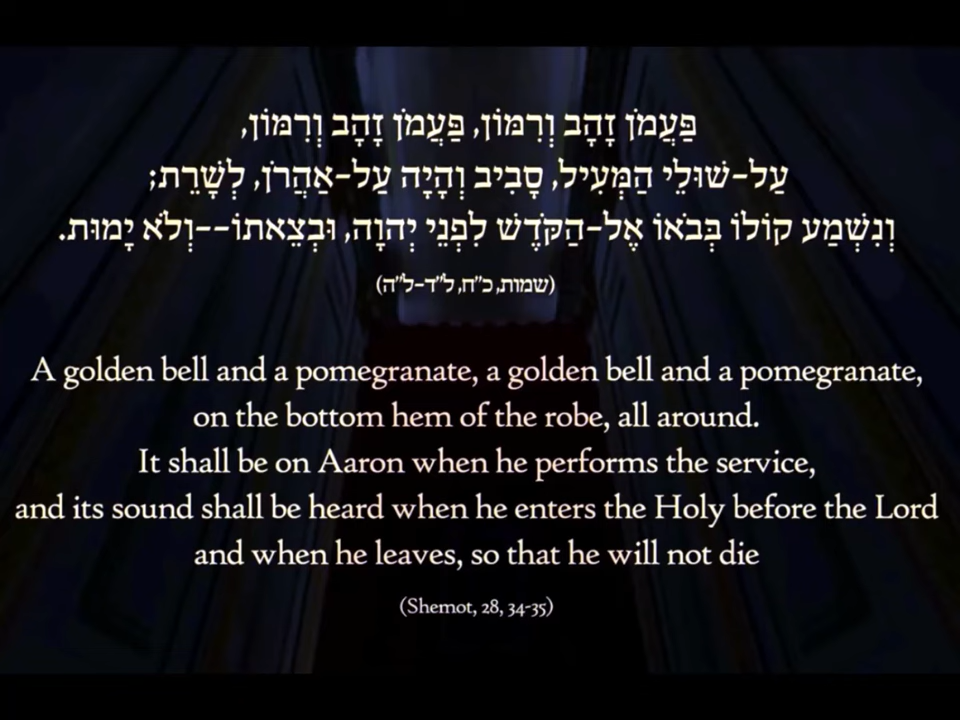 פַּעֲמֹן זָהָב וְרִמּוֹן, פַּעֲמֹן זָהָב וְרִמּוֹן,
עַל-שׁוּלֵי הַמְּעִיל, סָבִיב וְהָיָה עַל-אַהֲרֹן, לְשָׁרֵת;
וְנִשְׁמַע קוֹלוֹ בְּבֹאוֹ אֶל-הַקֹּדֶשׁ לִפְנֵי יְהוָה, וּבְצֵאתוֹ--וְלֹא יָמוּת.
(שמות, כ״ח, ל״ד-ל״ה)
A golden bell and a pomegranate, a golden bell and a pomegranate,
on the bottom hem of the robe, all around.
It shall be on Aaron when he performs the service,
and its sound shall be heard when he enters the Holy before the Lord
and when he leaves, so that he will not die
(Shemot, 28, 34-35)